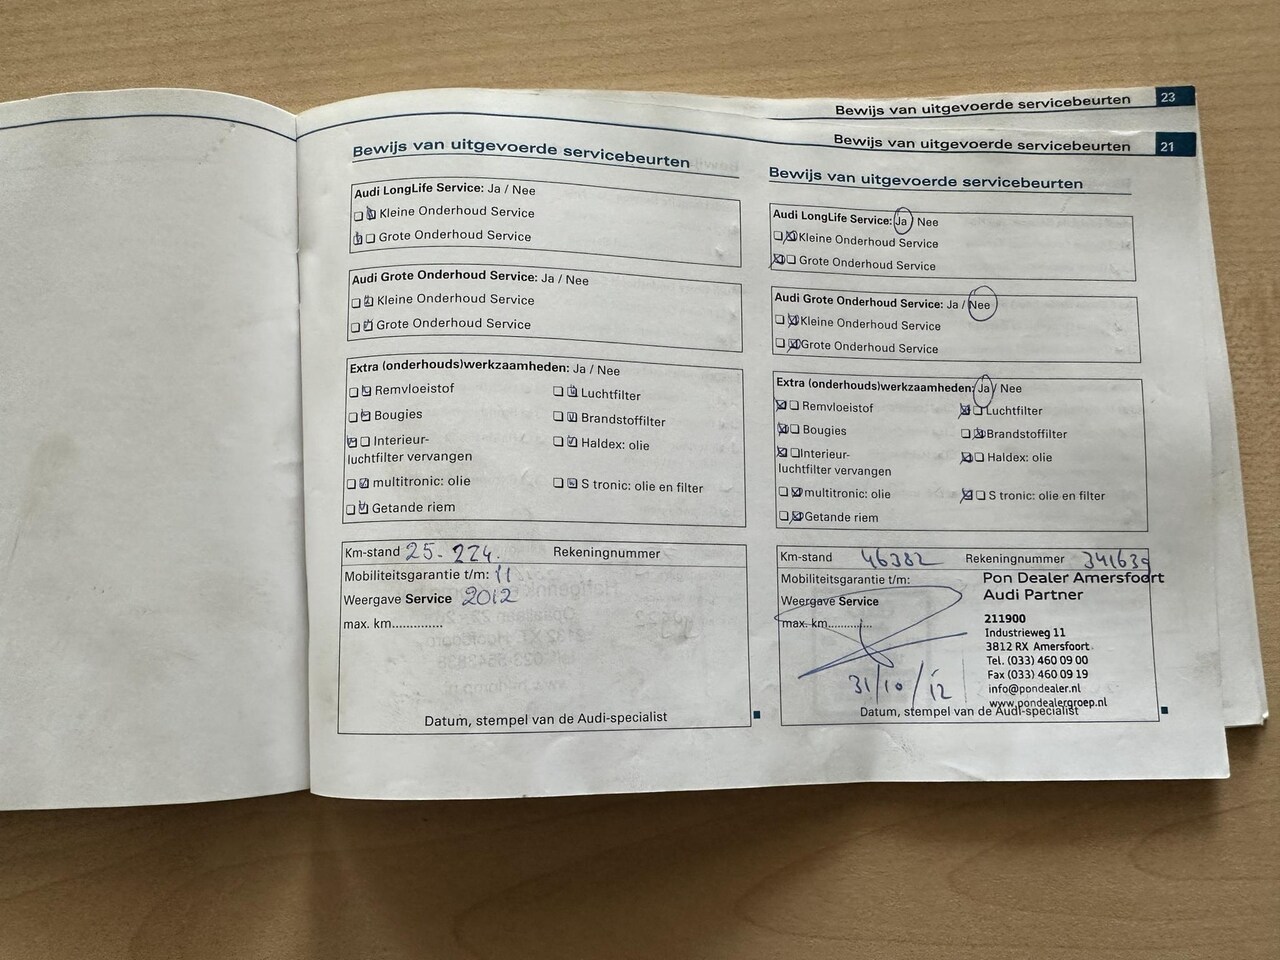 Bewijs van uitgevoerde servicebeurten 23
Bewijs van uitgevoerde servicebeurten 21
Bewijs van uitgevoerde servicebeurten
Audi LongLife Service: Ja / Nee
Kleine Onderhoud Service
Grote Onderhoud Service
Audi Grote Onderhoud Service: Ja / Nee
Kleine Onderhoud Service
Grote Onderhoud Service
Extra (onderhouds)werkzaamheden: Ja / Nee
Remvloeistof Luchtfilter
Bougies Brandstoffilter
Interieur- Haldex: olie
luchtfilter vervangen
multitronic: olie S tronic: olie en filter
Getande riem
Km-stand 25.224. Rekeningnummer
Mobiliteitsgarantie t/m: 11
Weergave Service 2012
max. km..............
Datum, stempel van de Audi-specialist
Bewijs van uitgevoerde servicebeurten
Audi LongLife Service: Ja / Nee
Kleine Onderhoud Service
Grote Onderhoud Service
Audi Grote Onderhoud Service: Ja / Nee
Kleine Onderhoud Service
Grote Onderhoud Service
Extra (onderhouds)werkzaamheden: Ja / Nee
Remvloeistof Luchtfilter
Bougies Brandstoffilter
Interieur- Haldex: olie
luchtfilter vervangen
multitronic: olie S tronic: olie en filter
Getande riem
Km-stand 46382 Rekeningnummer 341639
Mobiliteitsgarantie t/m:
Weergave Service
max. km..............
31/10/12
Pon Dealer Amersfoort
Audi Partner
211900
Industrieweg 11
3812 RX Amersfoort
Tel. (033) 460 09 00
Fax (033) 460 09 19
info@pondealer.nl
www.pondealergroep.nl
Datum, stempel van de Audi-specialist